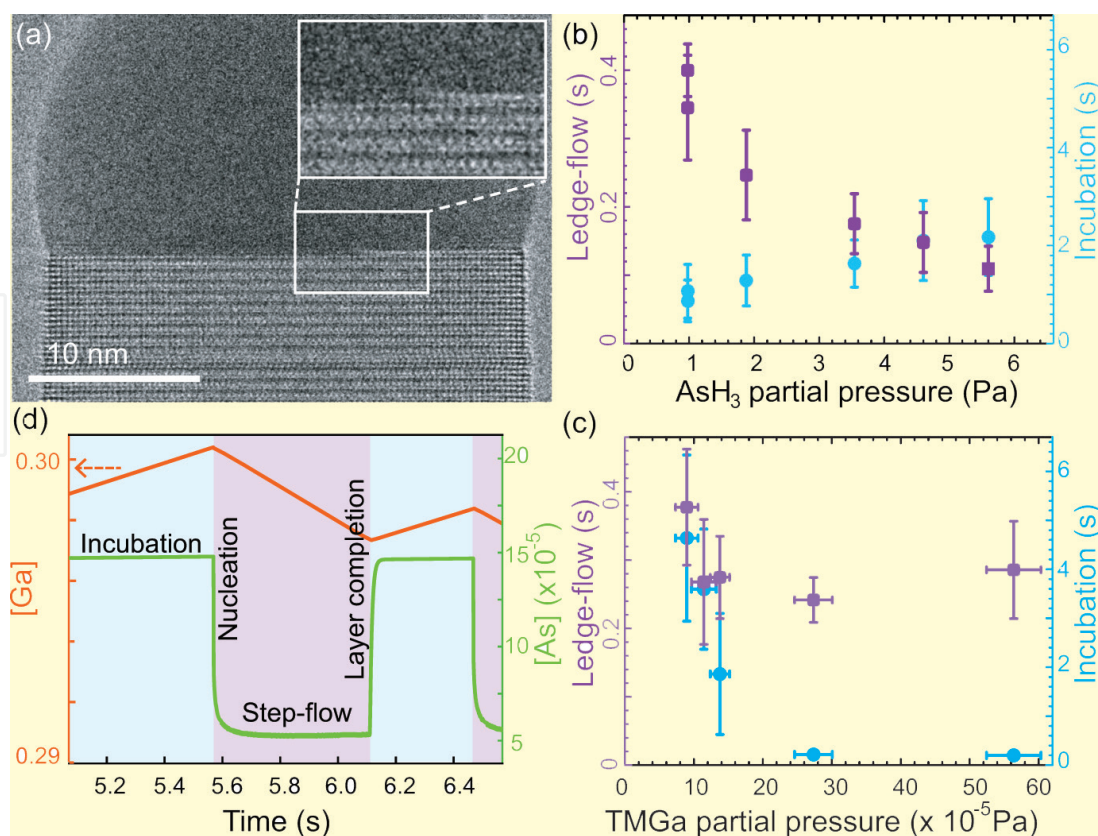 (a)
10 nm
(b)
Ledge-flow (s)
0 0.2 0.4
Incubation (s)
0 2 4 6
0 1 2 3 4 5 6
AsH₃ partial pressure (Pa)
(d)
[Ga]
0.30
0.29
Incubation
Nucleation
Step-flow
Layer completion
[As] (x10⁻⁵)
20
15
10
5
5.2 5.4 5.6 5.8 6.0 6.2 6.4
Time (s)
(c)
Ledge-flow (s)
0 0.2 0.4
Incubation (s)
0 2 4 6
0 10 20 30 40 50 60
TMGa partial pressure (x 10⁻⁵Pa)